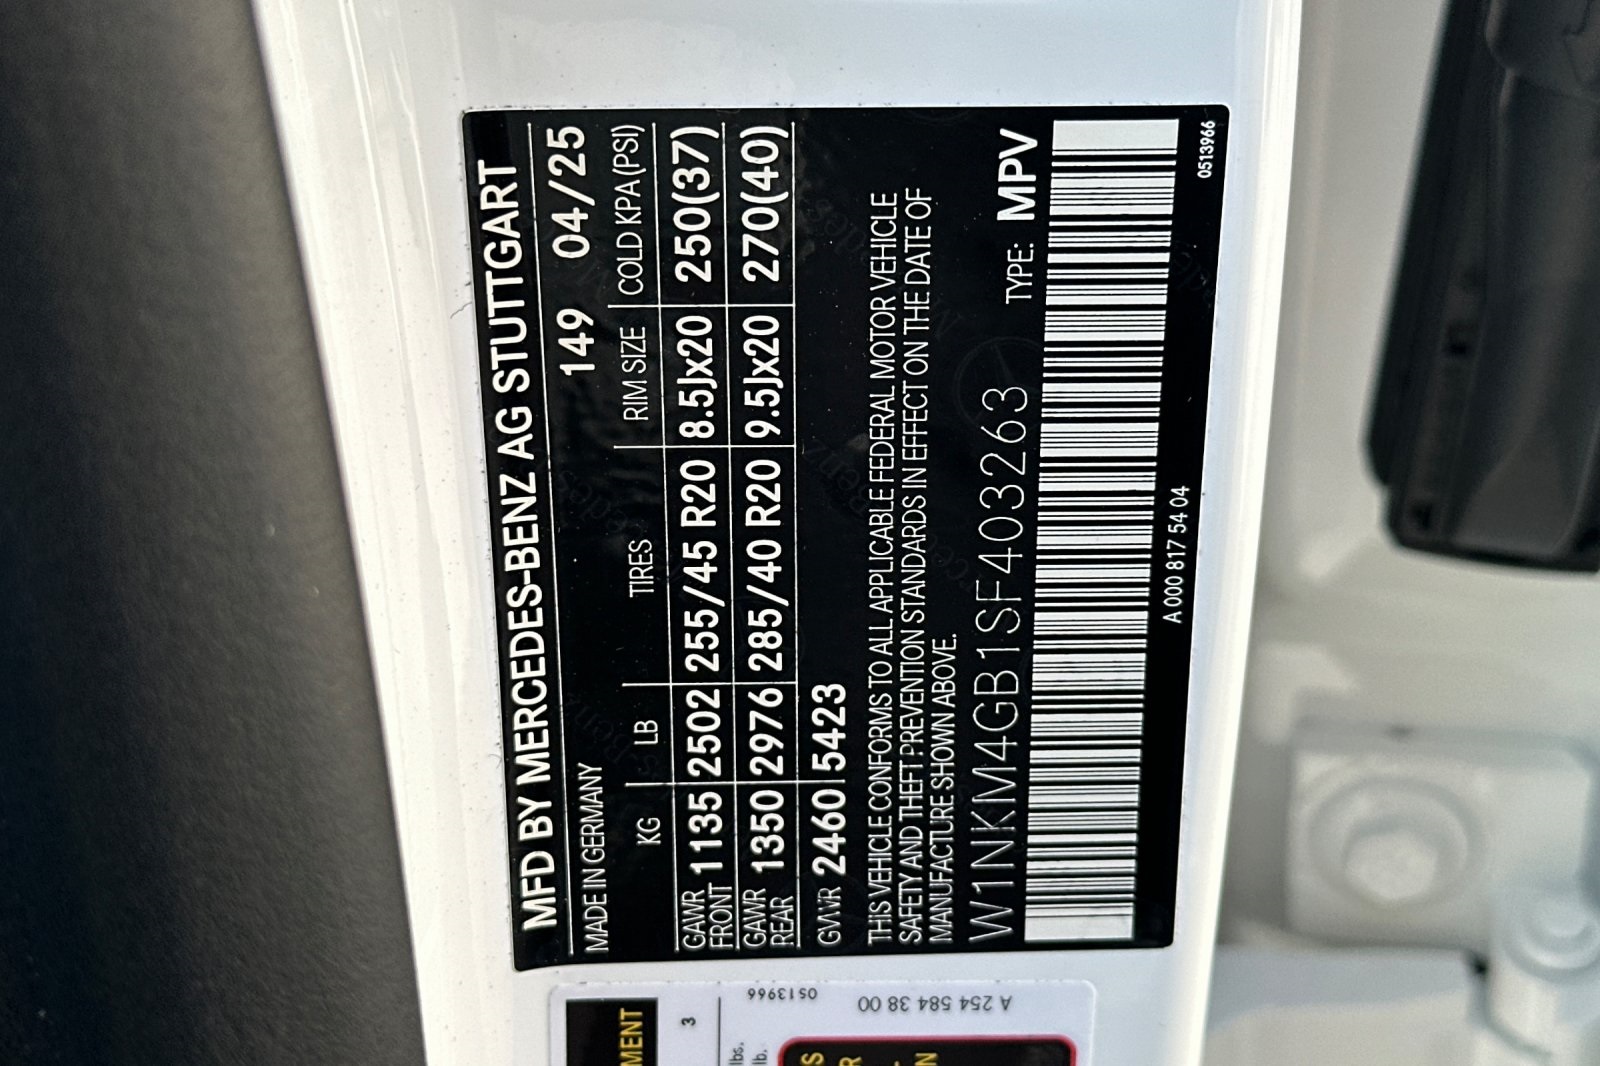 MFD BY MERCEDES-BENZ AG STUTTGART
MADE IN GERMANY 149 04/25
KG LB TIRES RIM SIZE COLD KPA(PSI)
GAWR FRONT 1135 2502 255/45 R20 8.5Jx20 250(37)
GAWR REAR 1350 2976 285/40 R20 9.5Jx20 270(40)
GVWR 2460 5423
THIS VEHICLE CONFORMS TO ALL APPLICABLE FEDERAL MOTOR VEHICLE
SAFETY AND THEFT PREVENTION STANDARDS IN EFFECT ON THE DATE OF
MANUFACTURE SHOWN ABOVE.
W1NKM4GB1SF403263 TYPE: MPV
A 000 817 54 04 0513966
MENT
3
0513966
lbs.
lb.
A 254 584 38 00